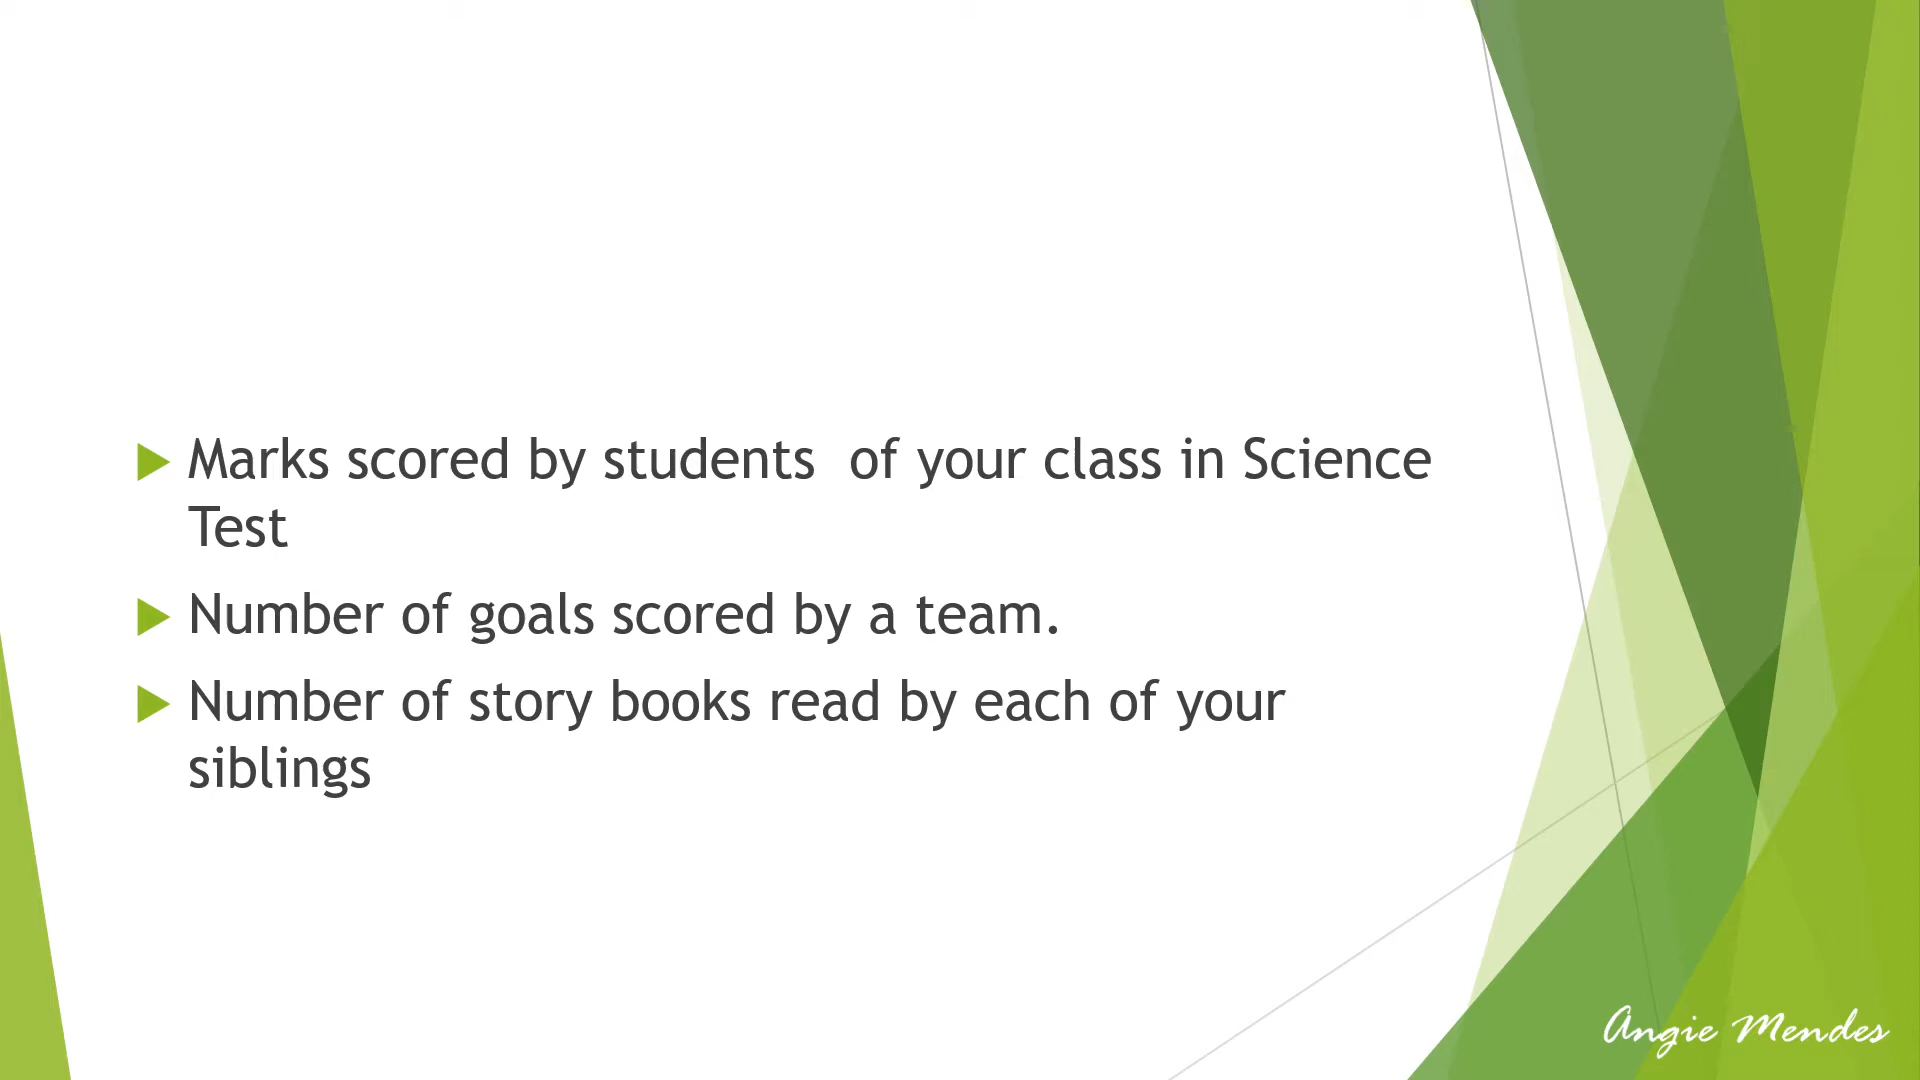 Marks scored by students  of your class in Science
Test
Number of goals scored by a team.
Number of story books read by each of your
siblings
Angie Mendes